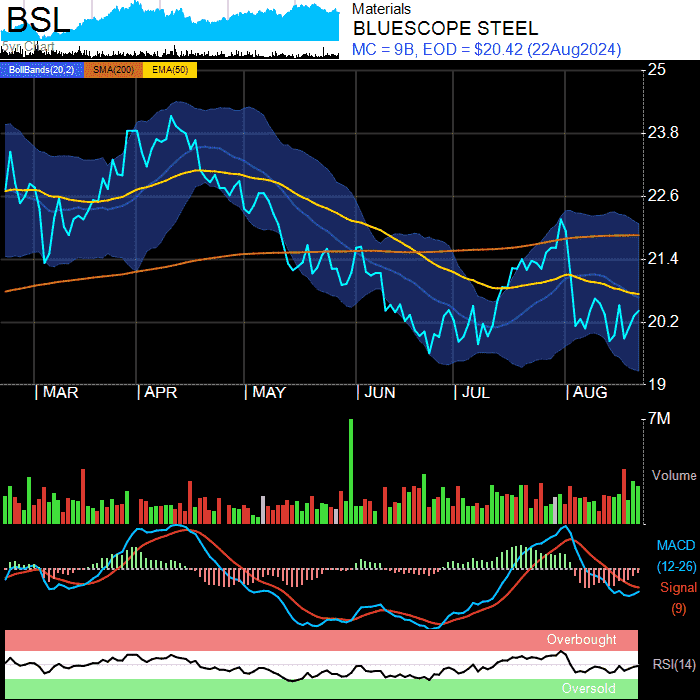 BSL
5yr Chart
Materials
BLUESCOPE STEEL
MC = 9B, EOD = $20.42 (22Aug2024)
BollBands(20,2) SMA(200) EMA(50)
25
23.8
22.6
21.4
20.2
19
| MAR | APR | MAY | JUN | JUL | AUG
7M
Volume
MACD
(12-26)
Signal
(9)
Overbought
RSI(14)
Oversold